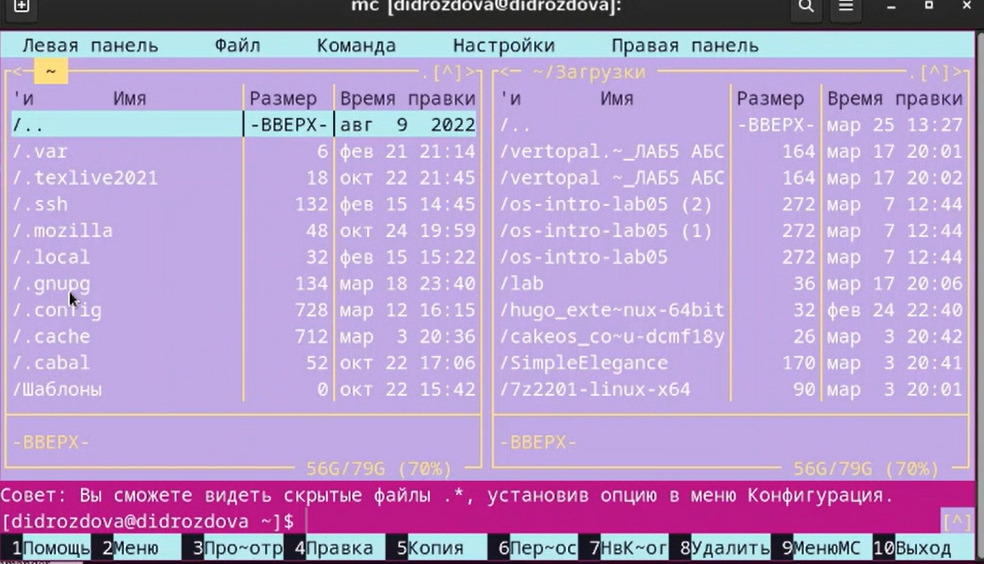 mc [didrozdova@didrozdova]:
Левая панель Файл Команда Настройки Правая панель
<─ ~ .[^]> <─ ~/Загрузки .[^]>
'и Имя Размер Время правки 'и Имя Размер Время правки
/.. -ВВЕРХ- авг 9 2022 /.. -ВВЕРХ- мар 25 13:27
/.var 6 фев 21 21:14 /vertopal.~_ЛАБ5 АБС 164 мар 17 20:01
/.texlive2021 18 окт 22 21:45 /vertopal ~_ЛАБ5 АБС 164 мар 17 20:02
/.ssh 132 фев 15 14:45 /os-intro-lab05 (2) 272 мар 7 12:44
/.mozilla 48 окт 24 19:59 /os-intro-lab05 (1) 272 мар 7 12:44
/.local 32 фев 15 15:22 /os-intro-lab05 272 мар 7 12:44
/.gnupg 134 мар 18 23:40 /lab 36 мар 17 20:06
/.config 728 мар 12 16:15 /hugo_exte~nux-64bit 32 фев 24 22:40
/.cache 712 мар 3 20:36 /cakeos_co~u-dcmf18y 26 мар 3 20:42
/.cabal 52 окт 22 17:06 /SimpleElegance 170 мар 3 20:41
/Шаблоны 0 окт 22 15:42 /7z2201-linux-x64 90 мар 3 20:01
-ВВЕРХ- -ВВЕРХ-
56G/79G (70%) 56G/79G (70%)
Совет: Вы сможете видеть скрытые файлы .*, установив опцию в меню Конфигурация.
[didrozdova@didrozdova ~]$ [^]
1Помощь 2Меню 3Про~отр 4Правка 5Копия 6Пер~ос 7НвК~ог 8Удалить 9МенюMC 10Выход